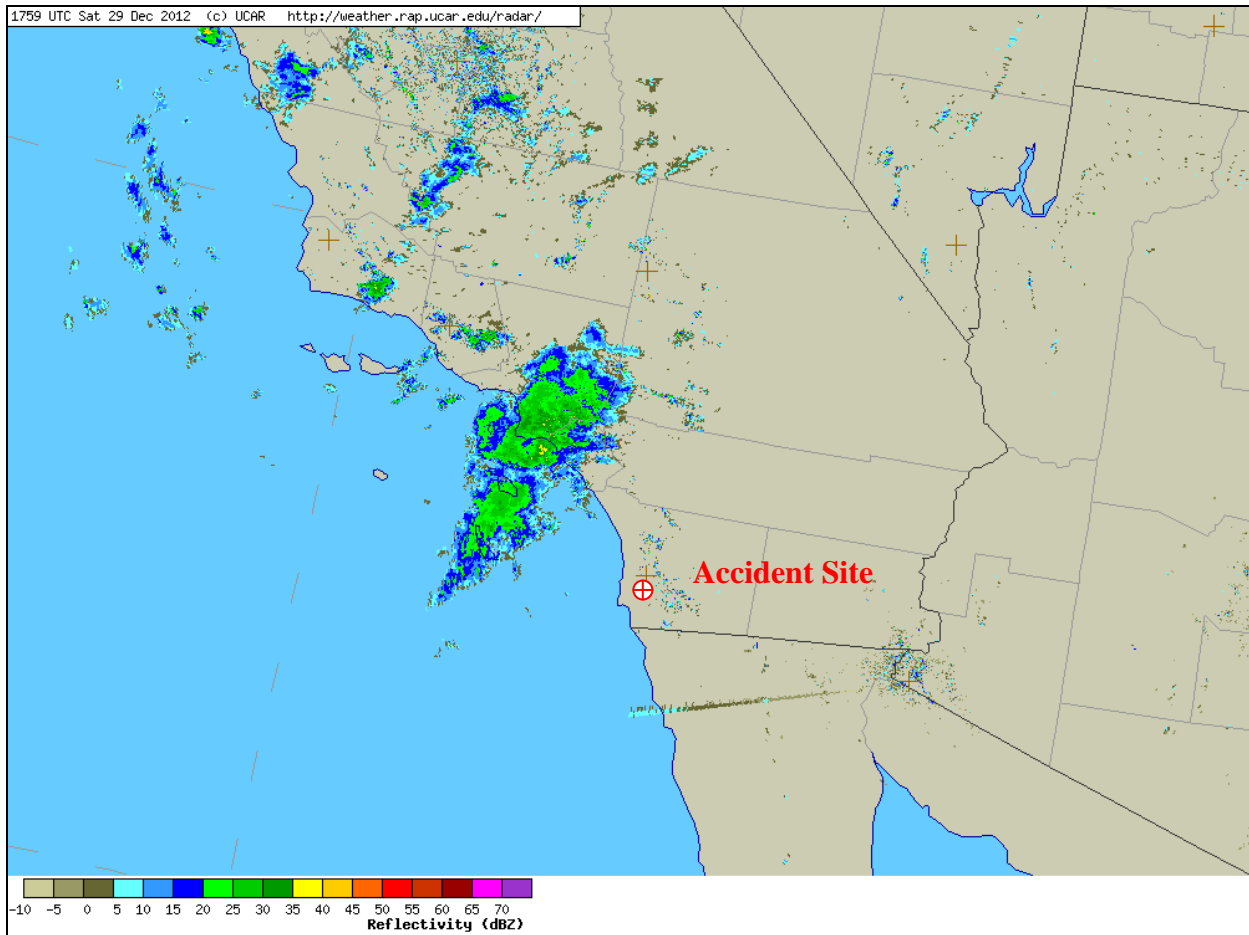 1759 UTC Sat 29 Dec 2012 (c) UCAR http://weather.rap.ucar.edu/radar/
Accident Site
-10 -5 0 5 10 15 20 25 30 35 40 45 50 55 60 65 70
Reflectivity (dBZ)